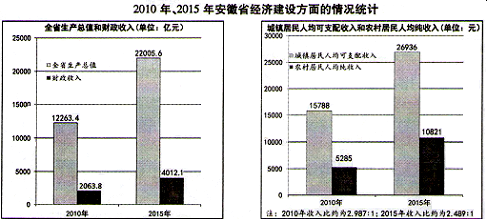 2010年、2015年安徽省经济建设方面的情况统计
全省生产总值和财政收入(单位：亿元)
25000
20000
15000
10000
5000
0
22005.6
全省生产总值
财政收入
12263.4
2063.8
4012.1
2010年
2015年
城镇居民人均可支配收入和农村居民人均纯收入(单位：元)
30000
25000
20000
15000
10000
5000
0
26936
城镇居民人均可支配收入
农村居民人均纯收入
15788
5285
10821
2010年
2015年
注：2010年收入比约为2.987:1；2015年收入比约为2.489:1